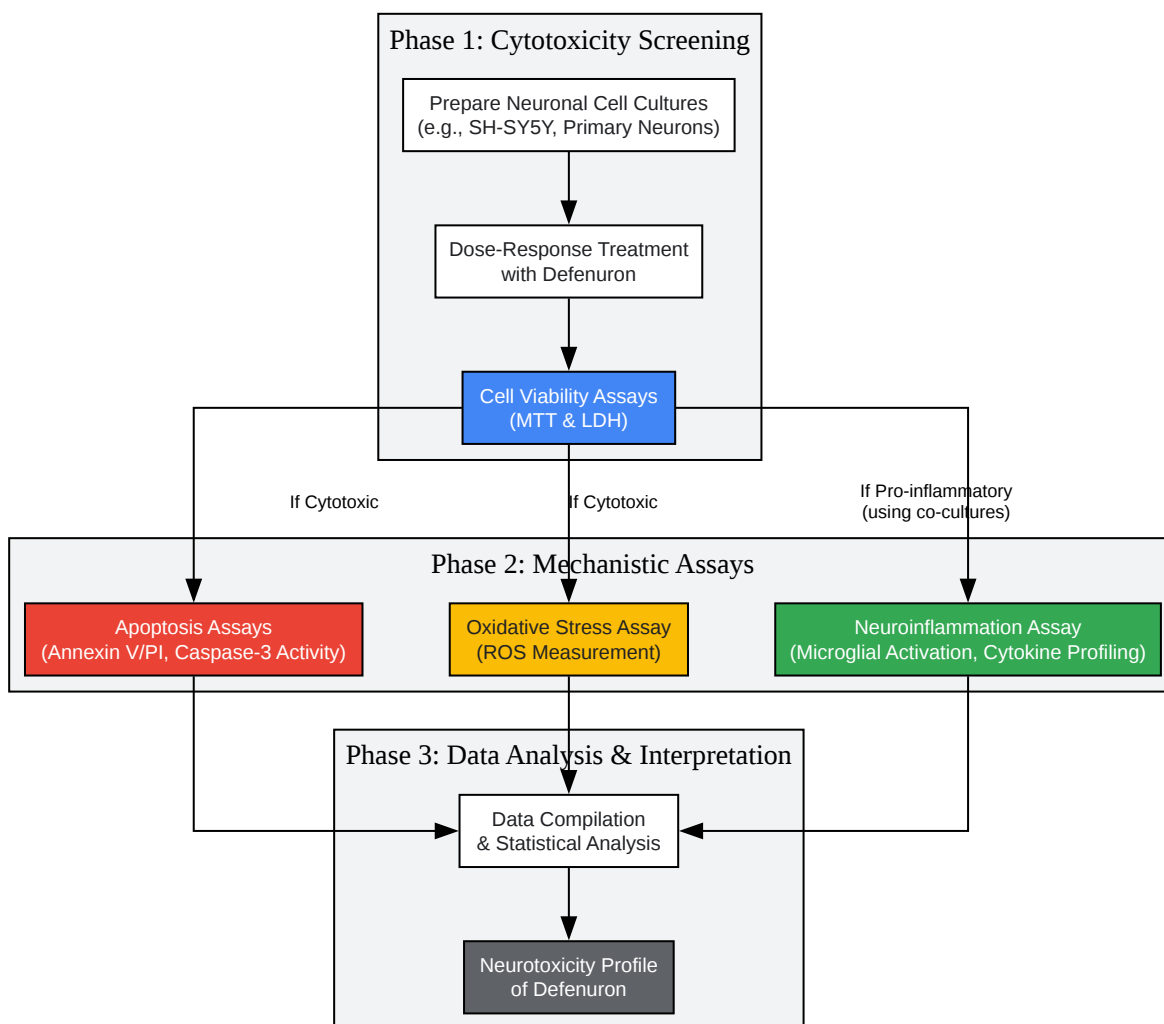 Phase 1: Cytotoxicity Screening
Prepare Neuronal Cell Cultures
(e.g., SH-SY5Y, Primary Neurons)
Dose-Response Treatment
with Defenuron
Cell Viability Assays
(MTT & LDH)
If Cytotoxic
If Cytotoxic
If Pro-inflammatory
(using co-cultures)
Phase 2: Mechanistic Assays
Apoptosis Assays
(Annexin V/PI, Caspase-3 Activity)
Oxidative Stress Assay
(ROS Measurement)
Neuroinflammation Assay
(Microglial Activation, Cytokine Profiling)
Phase 3: Data Analysis & Interpretation
Data Compilation
& Statistical Analysis
Neurotoxicity Profile
of Defenuron